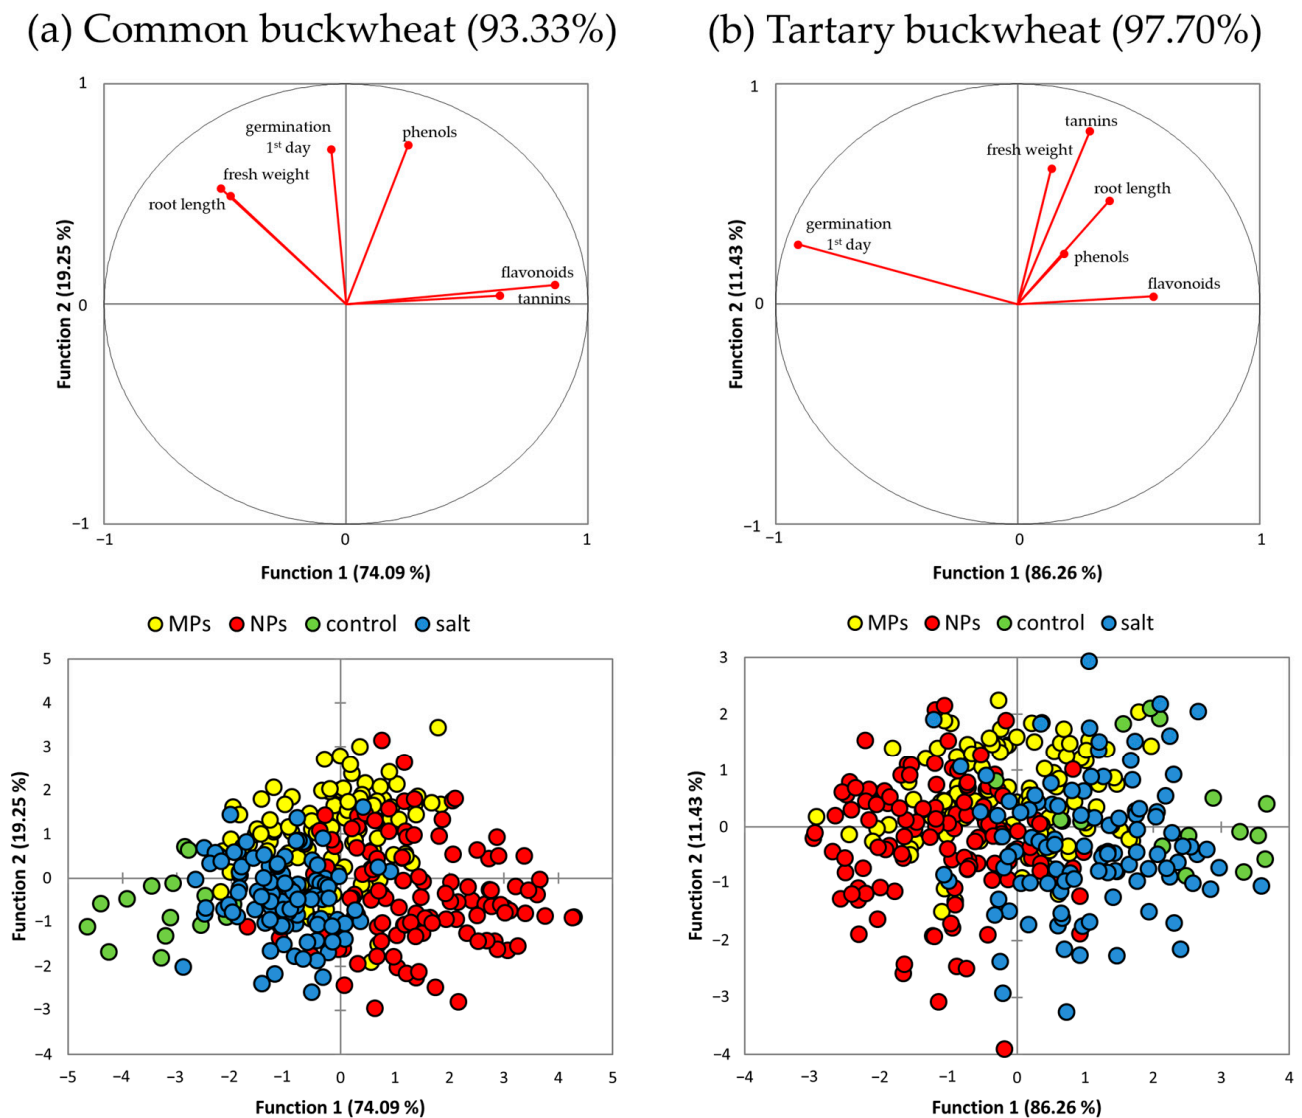 (a) Common buckwheat (93.33%)
1
germination
1st day
phenols
fresh weight
root length
flavonoids
tannins
0
−1
−1
0
1
Function 2 (19.25 %)
Function 1 (74.09 %)
MPs NPs control salt
5
4
3
2
1
0
−1
−2
−3
−4
−5
−4
−3
−2
−1
0
1
2
3
4
5
Function 2 (19.25 %)
Function 1 (74.09 %)
(b) Tartary buckwheat (97.70%)
1
tannins
fresh weight
root length
germination
1st day
phenols
flavonoids
0
−1
−1
0
1
Function 2 (11.43 %)
Function 1 (86.26 %)
MPs NPs control salt
3
2
1
0
−1
−2
−3
−4
−4
−3
−2
−1
0
1
2
3
4
Function 2 (11.43 %)
Function 1 (86.26 %)